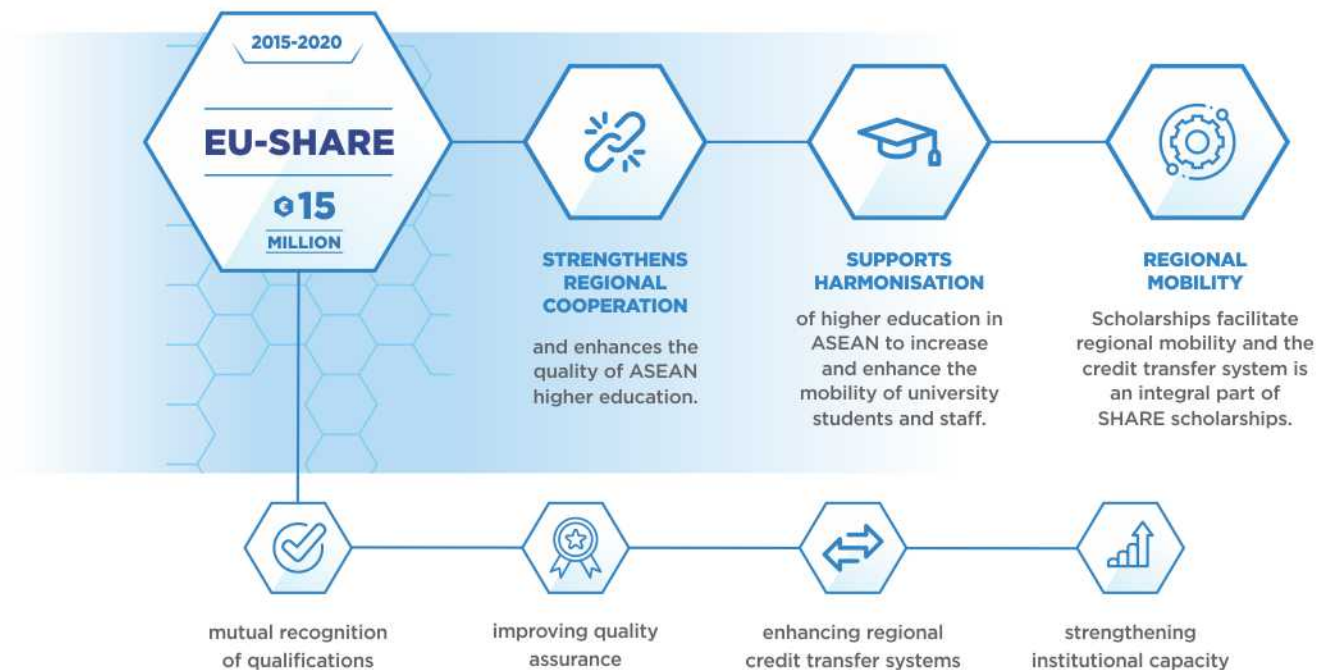 2015-2020
EU-SHARE
€15
MILLION
STRENGTHENS
REGIONAL
COOPERATION
and enhances the
quality of ASEAN
higher education.
SUPPORTS
HARMONISATION
of higher education in
ASEAN to increase
and enhance the
mobility of university
students and staff.
REGIONAL
MOBILITY
Scholarships facilitate
regional mobility and the
credit transfer system is
an integral part of
SHARE scholarships.
mutual recognition
of qualifications
improving quality
assurance
enhancing regional
credit transfer systems
strengthening
institutional capacity